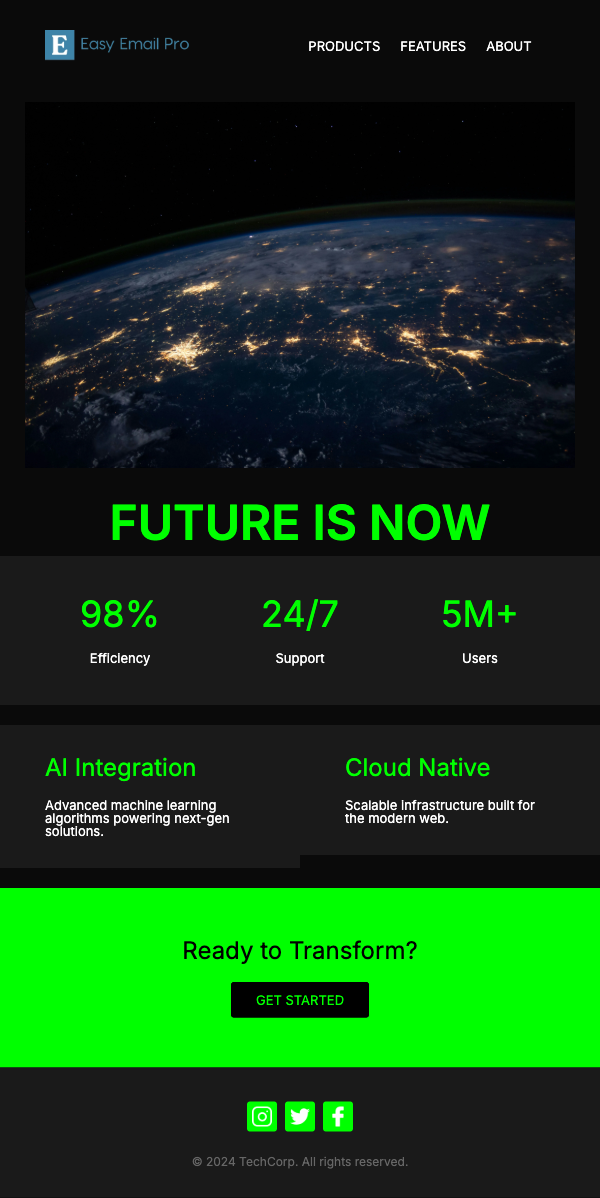 E Easy Email Pro
PRODUCTS FEATURES ABOUT
FUTURE IS NOW
98% 24/7 5M+
Efficiency Support Users
AI Integration
Advanced machine learning
algorithms powering next-gen
solutions.
Cloud Native
Scalable infrastructure built for
the modern web.
Ready to Transform?
GET STARTED
© 2024 TechCorp. All rights reserved.